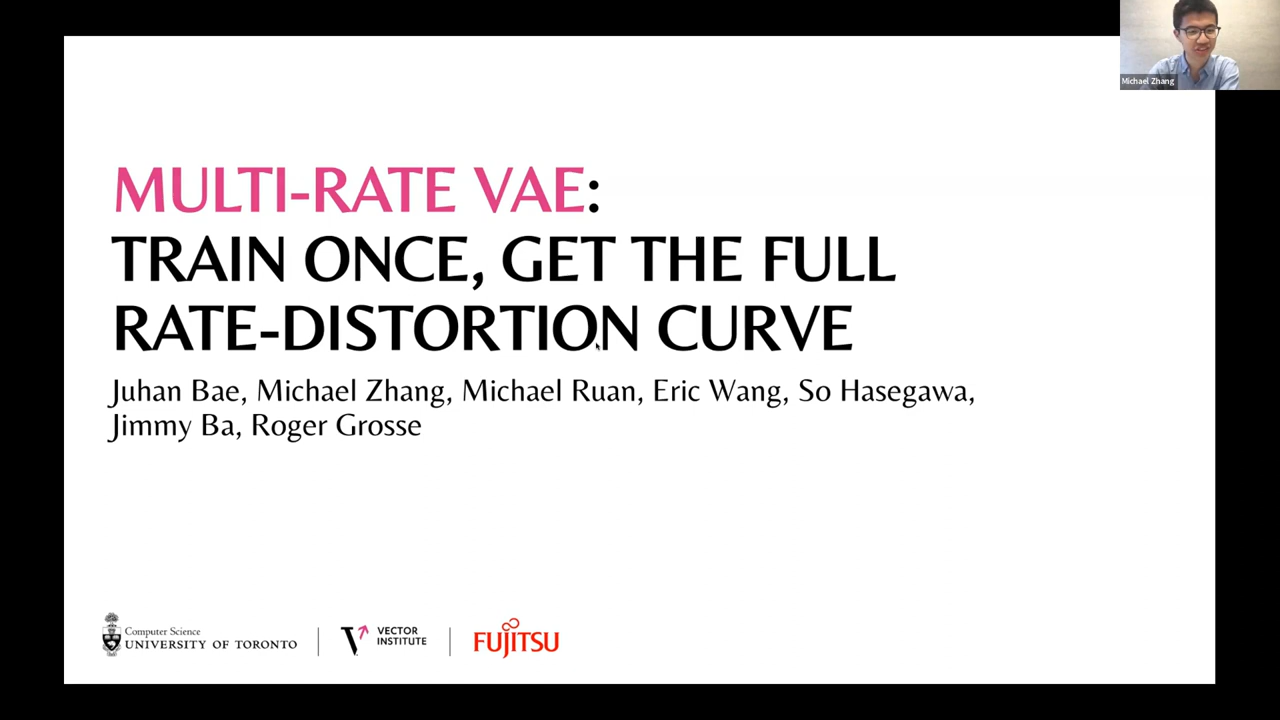 Michael Zhang
MULTI-RATE VAE:
TRAIN ONCE, GET THE FULL
RATE-DISTORTION CURVE
Juhan Bae, Michael Zhang, Michael Ruan, Eric Wang, So Hasegawa,
Jimmy Ba, Roger Grosse
Computer Science
UNIVERSITY OF TORONTO
VECTOR
INSTITUTE
FUJITSU